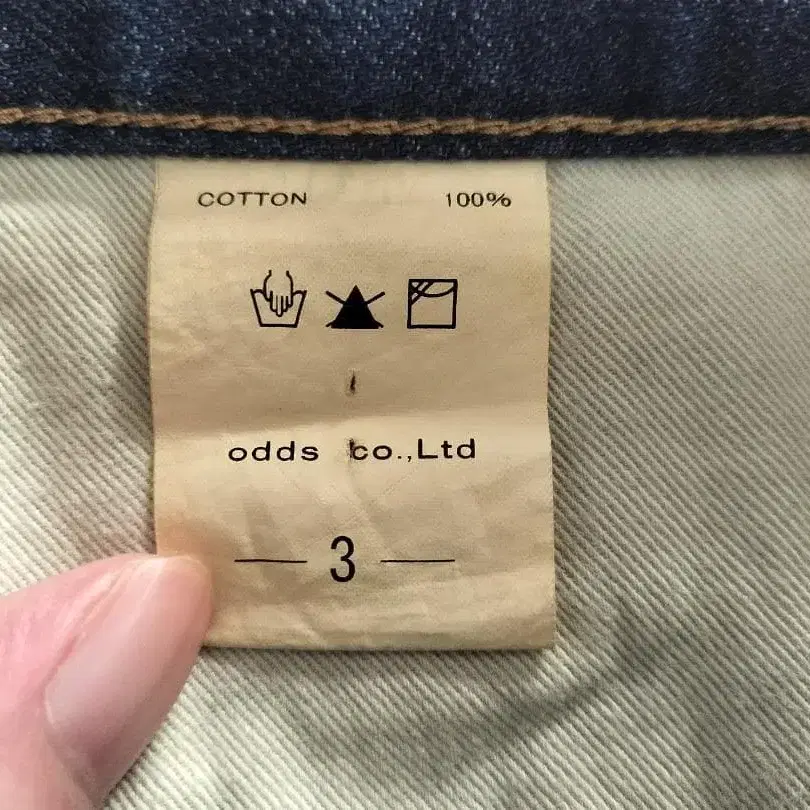 COTTON 100%
odds co.,Ltd
— 3 —